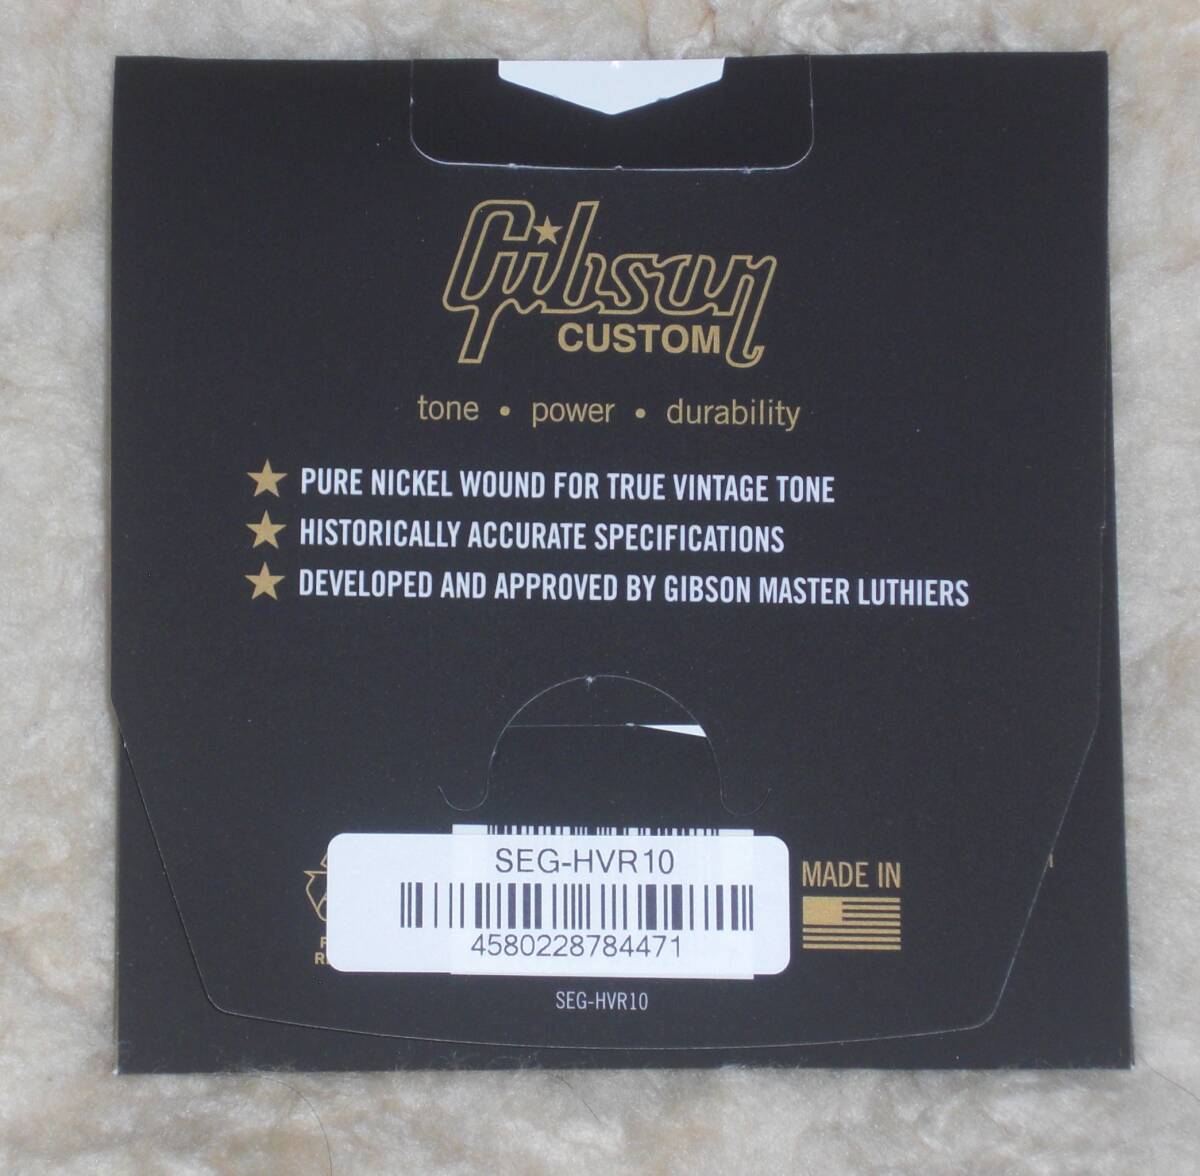 Gibson
CUSTOM
tone • power • durability
★ PURE NICKEL WOUND FOR TRUE VINTAGE TONE
★ HISTORICALLY ACCURATE SPECIFICATIONS
★ DEVELOPED AND APPROVED BY GIBSON MASTER LUTHIERS
SEG-HVR10
4580228784471
MADE IN
SEG-HVR10